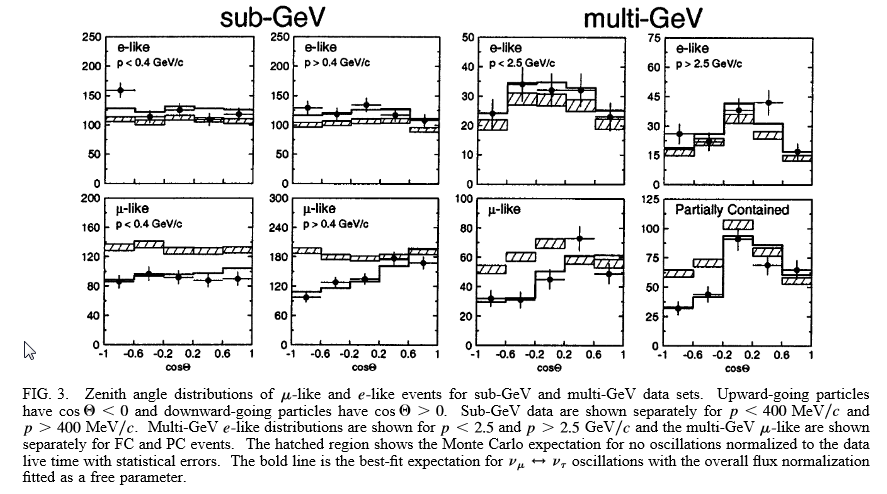 sub-GeV
multi-GeV
250
200
150
100
50
0
e-like
p < 0.4 GeV/c
250
200
150
100
50
0
e-like
p > 0.4 GeV/c
50
40
30
20
10
0
e-like
p < 2.5 GeV/c
75
60
45
30
15
0
e-like
p > 2.5 GeV/c
200
160
120
80
40
0
μ-like
p < 0.4 GeV/c
-1 -0.6 -0.2 0.2 0.6 1
cosΘ
300
240
180
120
60
0
μ-like
p > 0.4 GeV/c
-1 -0.6 -0.2 0.2 0.6 1
cosΘ
100
80
60
40
20
0
μ-like
-1 -0.6 -0.2 0.2 0.6 1
cosΘ
125
100
75
50
25
0
Partially Contained
-1 -0.6 -0.2 0.2 0.6 1
cosΘ
FIG. 3. Zenith angle distributions of μ-like and e-like events for sub-GeV and multi-GeV data sets. Upward-going particles
have cos Θ < 0 and downward-going particles have cos Θ > 0. Sub-GeV data are shown separately for p < 400 MeV/c and
p > 400 MeV/c. Multi-GeV e-like distributions are shown for p < 2.5 and p > 2.5 GeV/c and the multi-GeV μ-like are shown
separately for FC and PC events. The hatched region shows the Monte Carlo expectation for no oscillations normalized to the data
live time with statistical errors. The bold line is the best-fit expectation for ν_μ ↔ ν_τ oscillations with the overall flux normalization
fitted as a free parameter.